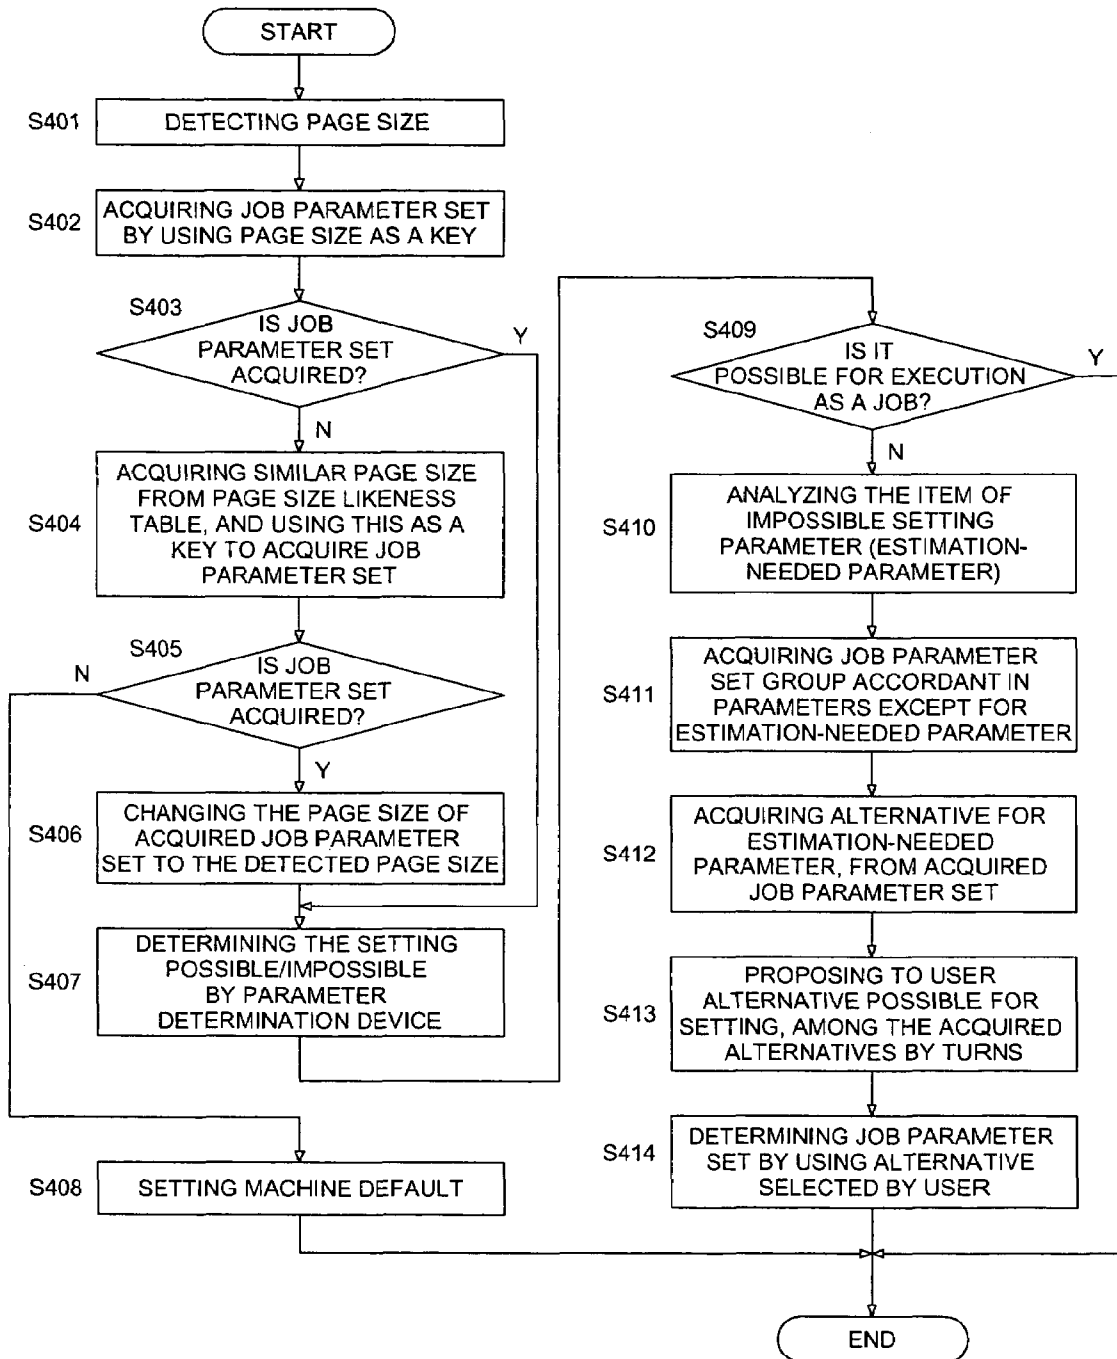 START
S401
DETECTING PAGE SIZE
S402
ACQUIRING JOB PARAMETER SET
BY USING PAGE SIZE AS A KEY
S403
IS JOB
PARAMETER SET
ACQUIRED?
Y
N
S404
ACQUIRING SIMILAR PAGE SIZE
FROM PAGE SIZE LIKENESS
TABLE, AND USING THIS AS A
KEY TO ACQUIRE JOB
PARAMETER SET
S405
N
IS JOB
PARAMETER SET
ACQUIRED?
Y
S406
CHANGING THE PAGE SIZE OF
ACQUIRED JOB PARAMETER
SET TO THE DETECTED PAGE SIZE
S407
DETERMINING THE SETTING
POSSIBLE/IMPOSSIBLE
BY PARAMETER
DETERMINATION DEVICE
S408
SETTING MACHINE DEFAULT
S409
IS IT
POSSIBLE FOR EXECUTION
AS A JOB?
Y
N
S410
ANALYZING THE ITEM OF
IMPOSSIBLE SETTING
PARAMETER (ESTIMATION-
NEEDED PARAMETER)
S411
ACQUIRING JOB PARAMETER
SET GROUP ACCORDANT IN
PARAMETERS EXCEPT FOR
ESTIMATION-NEEDED PARAMETER
S412
ACQUIRING ALTERNATIVE FOR
ESTIMATION-NEEDED
PARAMETER, FROM ACQUIRED
JOB PARAMETER SET
S413
PROPOSING TO USER
ALTERNATIVE POSSIBLE FOR
SETTING, AMONG THE ACQUIRED
ALTERNATIVES BY TURNS
S414
DETERMINING JOB PARAMETER
SET BY USING ALTERNATIVE
SELECTED BY USER
END